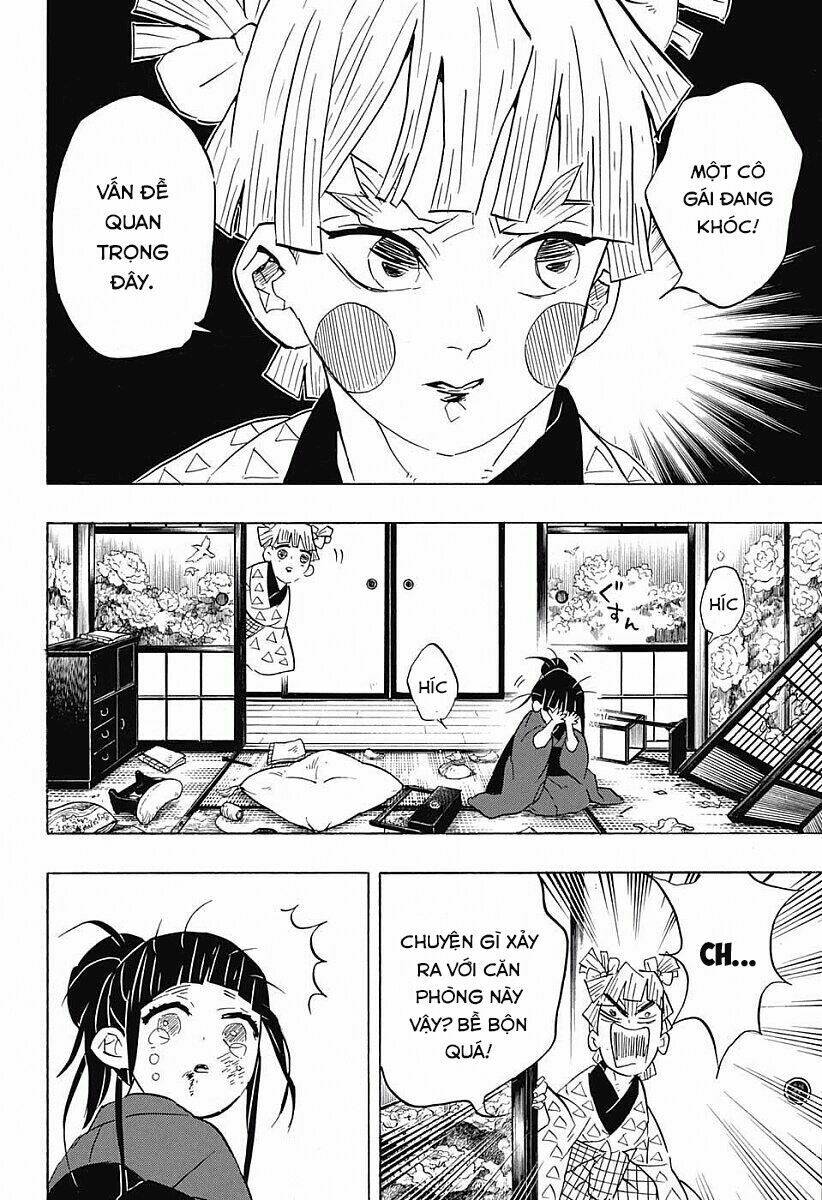 MỘT CÔ
GÁI ĐANG
KHÓC!
VẤN ĐỀ
QUAN
TRỌNG
ĐÂY.
HÍC
ぐすん
HÍC
CH...
CHUYỆN GÌ XẢY
RA VỚI CĂN
PHÒNG NÀY
VẬY? BỀ BỘN
QUÁ!